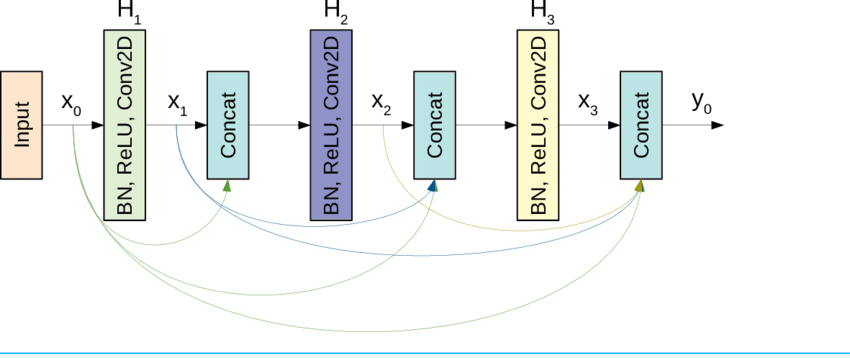 H1
H2
H3
Input
x0
BN, ReLU, Conv2D
x1
Concat
BN, ReLU, Conv2D
x2
Concat
BN, ReLU, Conv2D
x3
Concat
y0